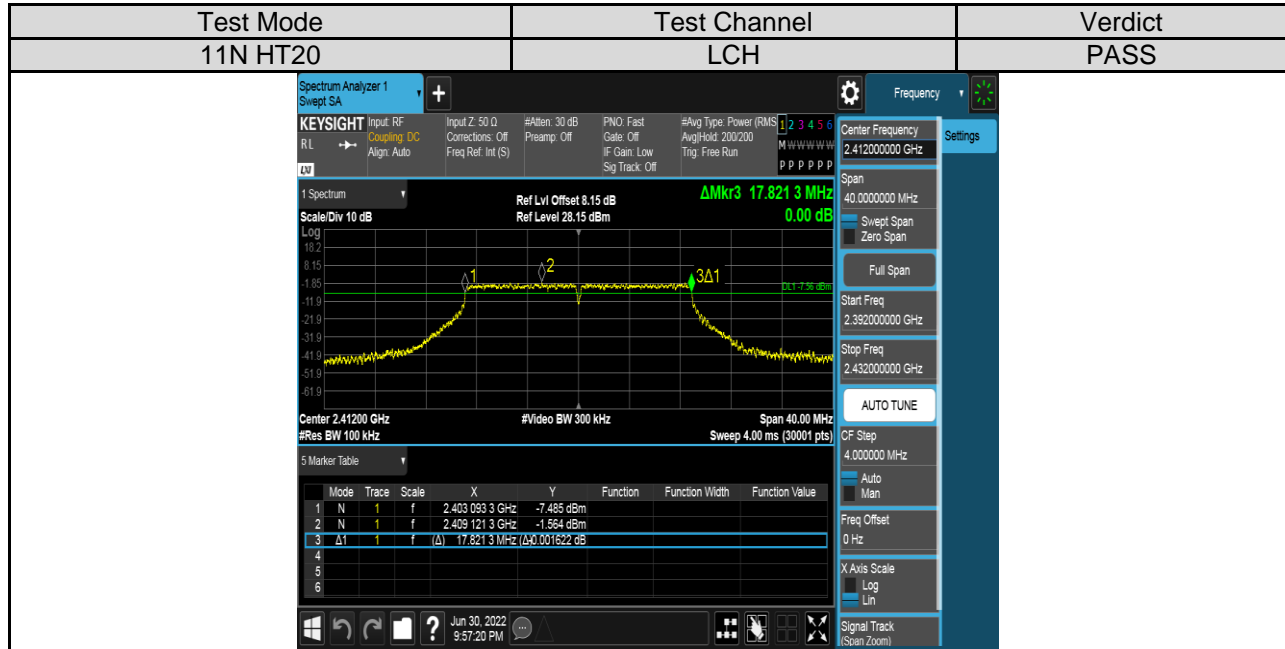 Test Mode Test Channel Verdict
11N HT20 LCH PASS
Spectrum Analyzer 1
Swept SA
+
Frequency
KEYSIGHT
RL
LXI
Input: RF
Coupling: DC
Align: Auto
Input Z: 50 Ω
Corrections: Off
Freq Ref: Int (S)
#Atten: 30 dB
Preamp: Off
PNO: Fast
Gate: Off
IF Gain: Low
Sig Track: Off
#Avg Type: Power (RMS
Avg|Hold: 200/200
Trig: Free Run
1 2 3 4 5 6
M W W W W W
P P P P P P
1 Spectrum
Scale/Div 10 dB
Log
Ref Lvl Offset 8.15 dB
Ref Level 28.15 dBm
ΔMkr3 17.821 3 MHz
0.00 dB
18.2
8.15
-1.85
-11.9
-21.9
-31.9
-41.9
-51.9
-61.9
1
2
3Δ1
DL1 -7.56 dBm
Center 2.41200 GHz #Video BW 300 kHz Span 40.00 MHz
#Res BW 100 kHz Sweep 4.00 ms (30001 pts)
5 Marker Table
Mode Trace Scale X Y Function Function Width Function Value
1 N 1 f 2.403 093 3 GHz -7.485 dBm
2 N 1 f 2.409 121 3 GHz -1.564 dBm
3 Δ1 1 f (Δ) 17.821 3 MHz (Δ) -0.001622 dB
4
5
6
Jun 30, 2022
9:57:20 PM
Center Frequency
2.412000000 GHz
Settings
Span
40.0000000 MHz
Swept Span
Zero Span
Full Span
Start Freq
2.392000000 GHz
Stop Freq
2.432000000 GHz
AUTO TUNE
CF Step
4.000000 MHz
Auto
Man
Freq Offset
0 Hz
X Axis Scale
Log
Lin
Signal Track
(Span Zoom)